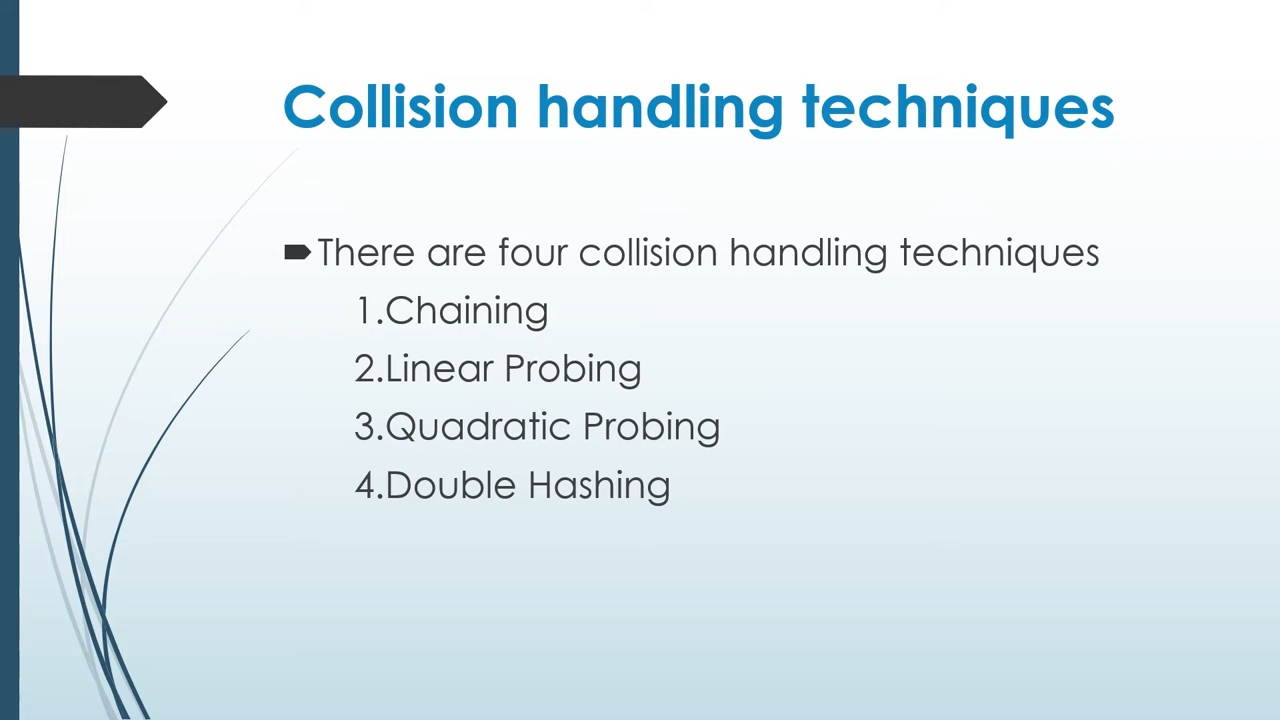 Collision handling techniques
There are four collision handling techniques
1.Chaining
2.Linear Probing
3.Quadratic Probing
4.Double Hashing